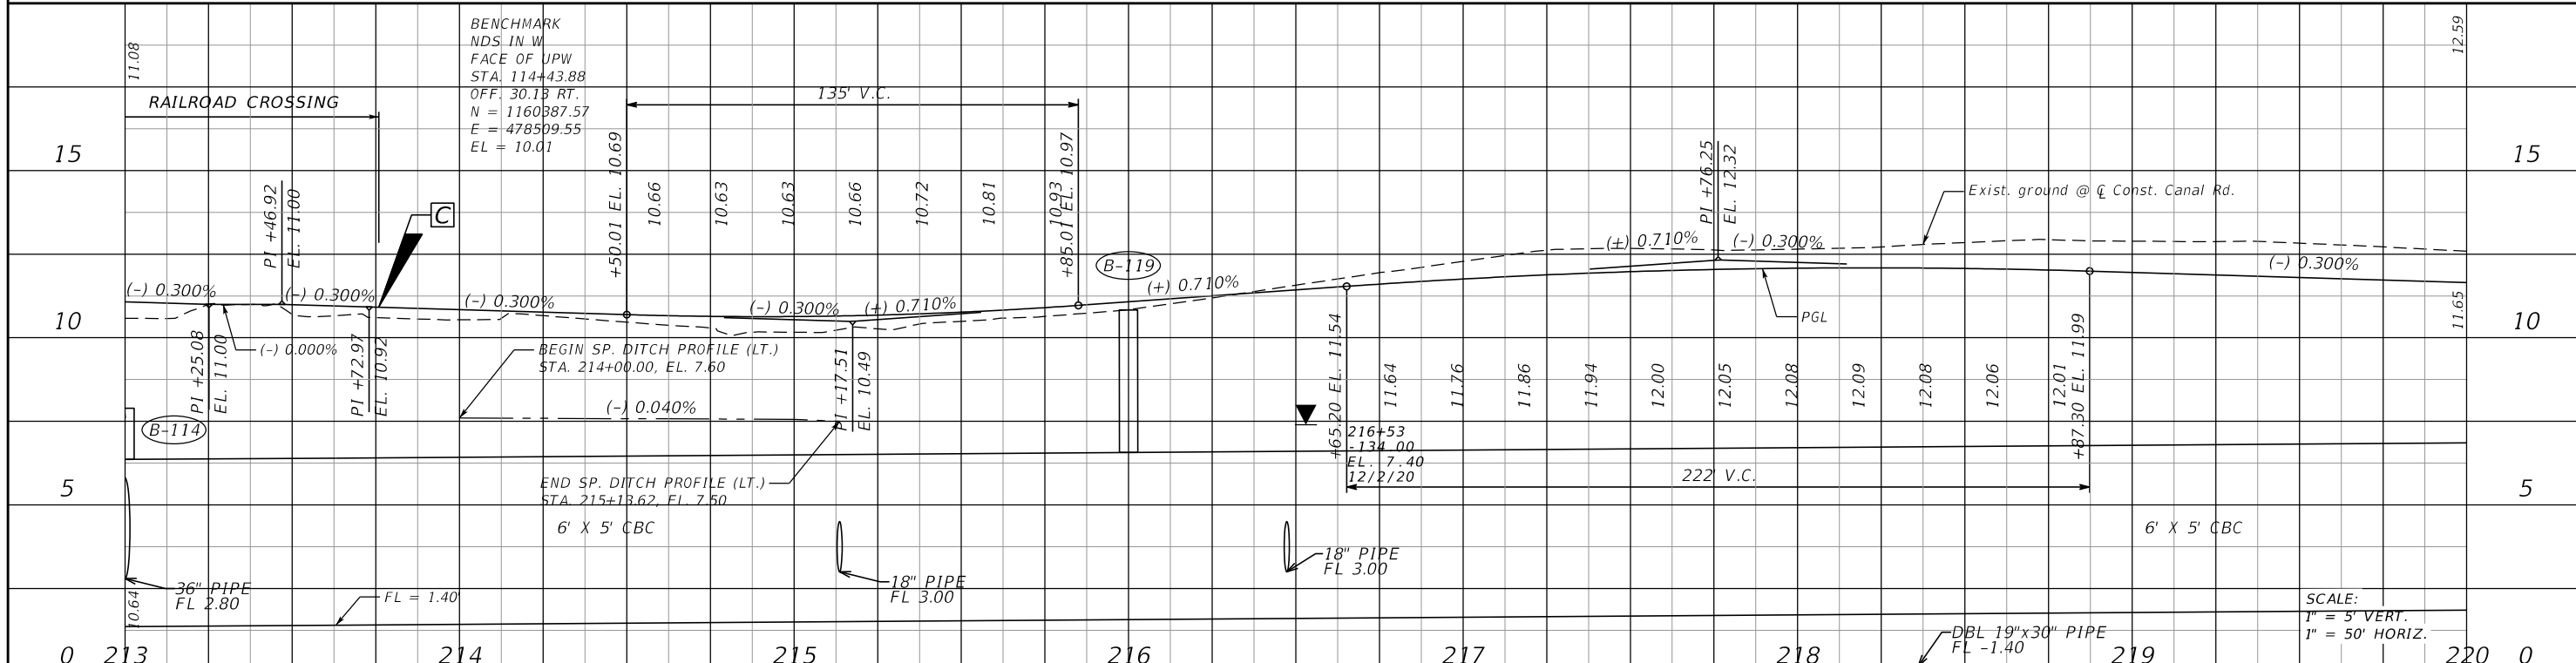 BENCHMARK
NDS IN W
FACE OF UPW
STA. 114+43.88
OFF. 30.13 RT.
N = 1160387.57
E = 478509.55
EL = 10.01
11.08
12.59
RAILROAD CROSSING
135' V.C.
15
15
PI +46.92
EL. 11.00
C
+50.01 EL. 10.69
10.66
10.63
10.63
10.66
10.72
10.81
10.93
+85.01 EL. 10.97
B-119
PI +76.25
EL. 12.32
Exist. ground @ ℄ Const. Canal Rd.
(-) 0.300%
(-) 0.300%
(-) 0.300%
(-) 0.300%
(+) 0.710%
(+) 0.710%
(+) 0.710%
(-) 0.300%
(-) 0.300%
10
10
PI +25.08
EL. 11.00
(-) 0.000%
PI +72.97
EL. 10.92
BEGIN SP. DITCH PROFILE (LT.)
STA. 214+00.00, EL. 7.60
PI +17.51
EL. 10.49
PGL
11.65
+65.20 EL. 11.54
11.64
11.76
11.86
11.94
12.00
12.05
12.08
12.09
12.08
12.06
12.01
+87.30 EL. 11.99
(-) 0.040%
B-114
216+53
-134.00
EL. 7.40
12/2/20
222' V.C.
5
5
END SP. DITCH PROFILE (LT.)
STA. 215+13.62, EL. 7.50
6' X 5' CBC
6' X 5' CBC
36" PIPE
FL 2.80
18" PIPE
FL 3.00
18" PIPE
FL 3.00
10.64
FL = 1.40'
DBL 19"x30" PIPE
FL -1.40
SCALE:
1" = 5' VERT.
1" = 50' HORIZ.
0 213 214 215 216 217 218 219 220 0